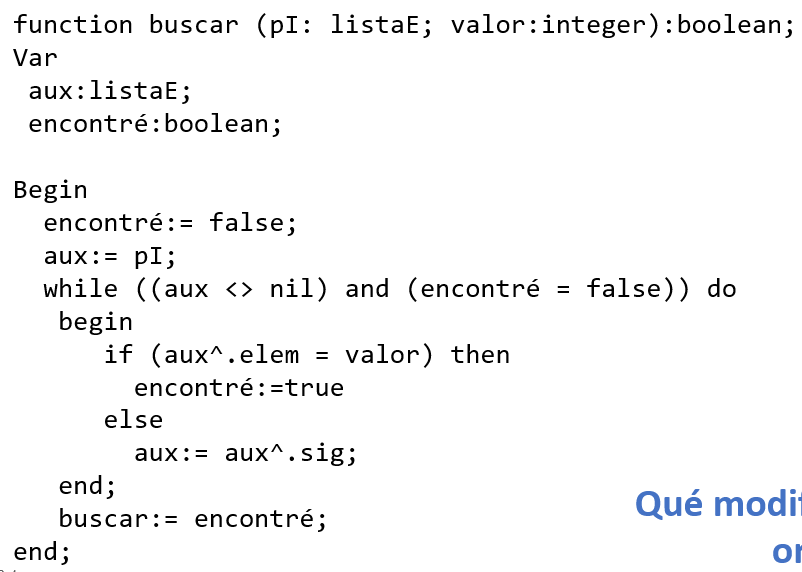 function buscar (pI: listaE; valor:integer):boolean;
Var
aux:listaE;
encontré:boolean;
Begin
encontré:= false;
aux:= pI;
while ((aux <> nil) and (encontré = false)) do
begin
if (aux^.elem = valor) then
encontré:=true
else
aux:= aux^.sig;
end;
buscar:= encontré;
end;
Qué